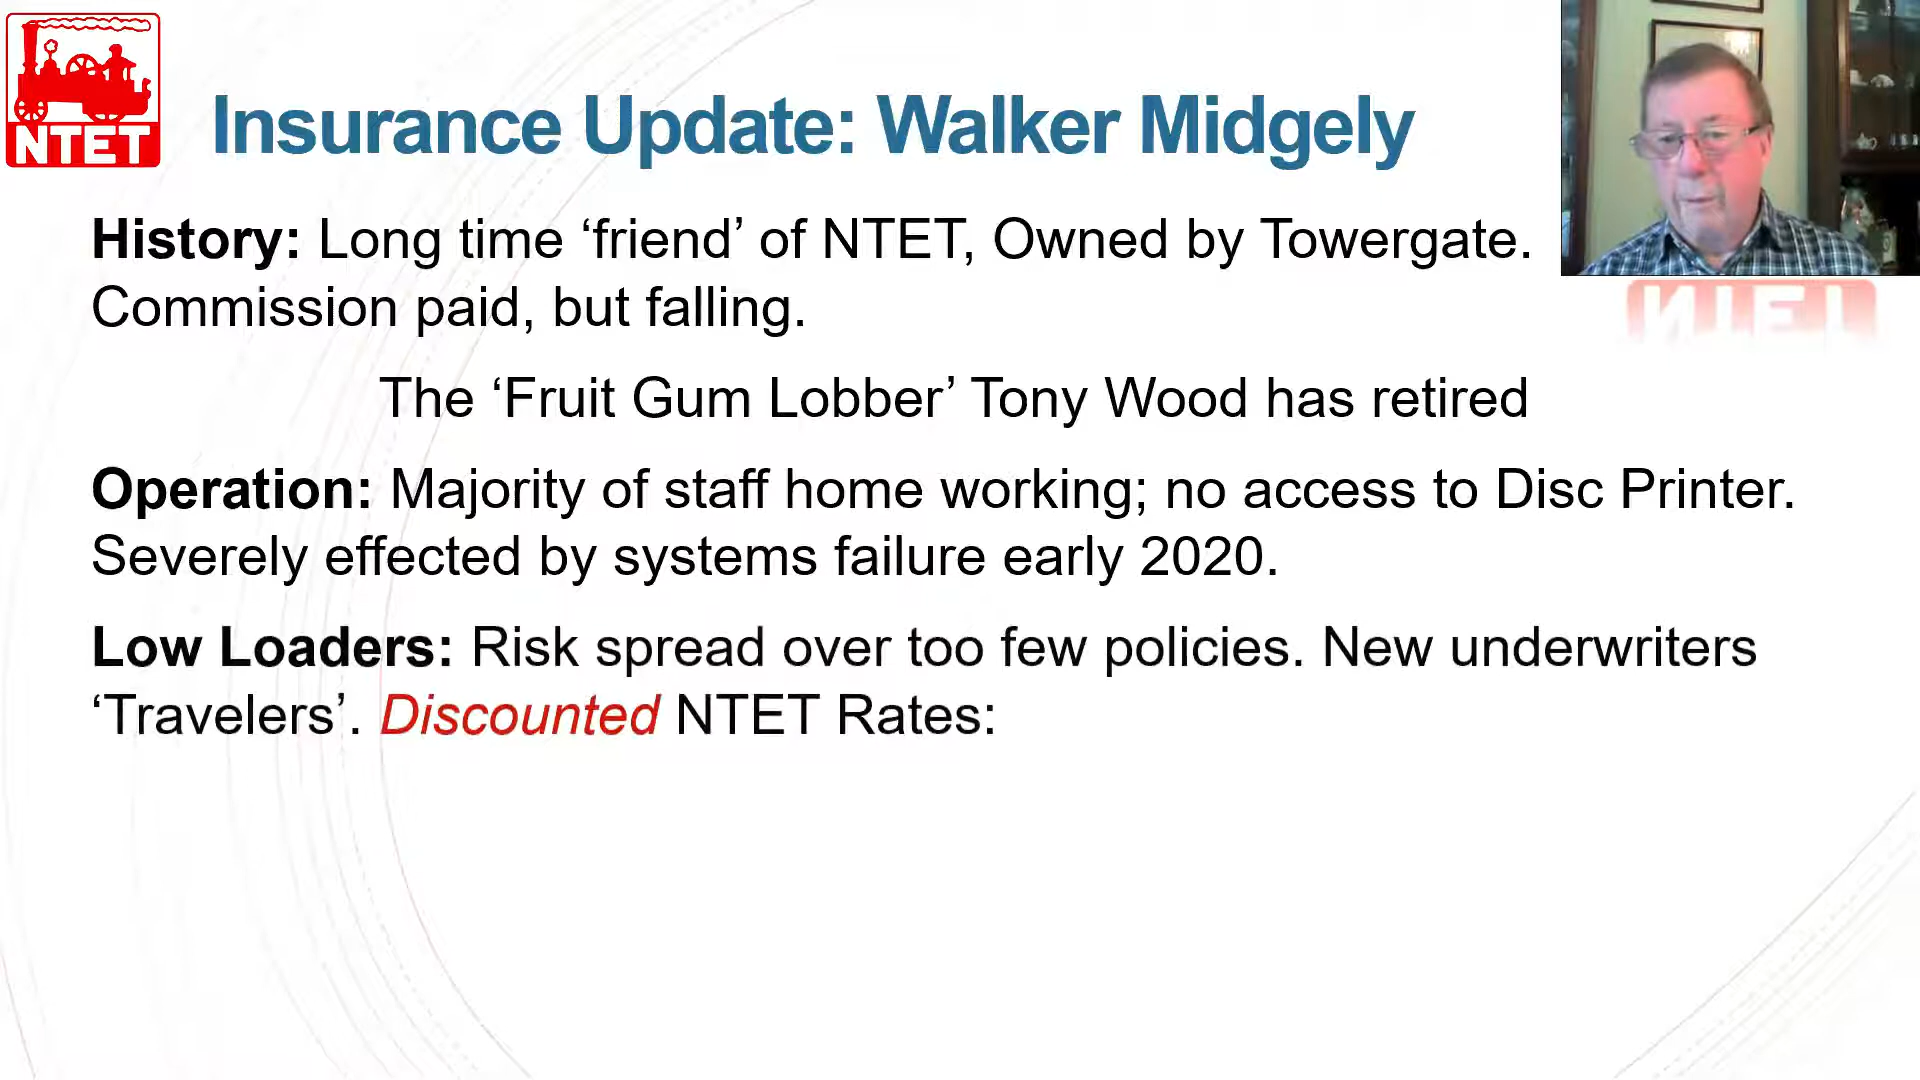 NTET
Insurance Update: Walker Midgely
History: Long time ‘friend’ of NTET, Owned by Towergate.
Commission paid, but falling.
The ‘Fruit Gum Lobber’ Tony Wood has retired
Operation: Majority of staff home working; no access to Disc Printer.
Severely effected by systems failure early 2020.
Low Loaders: Risk spread over too few policies. New underwriters
‘Travelers’. Discounted NTET Rates: